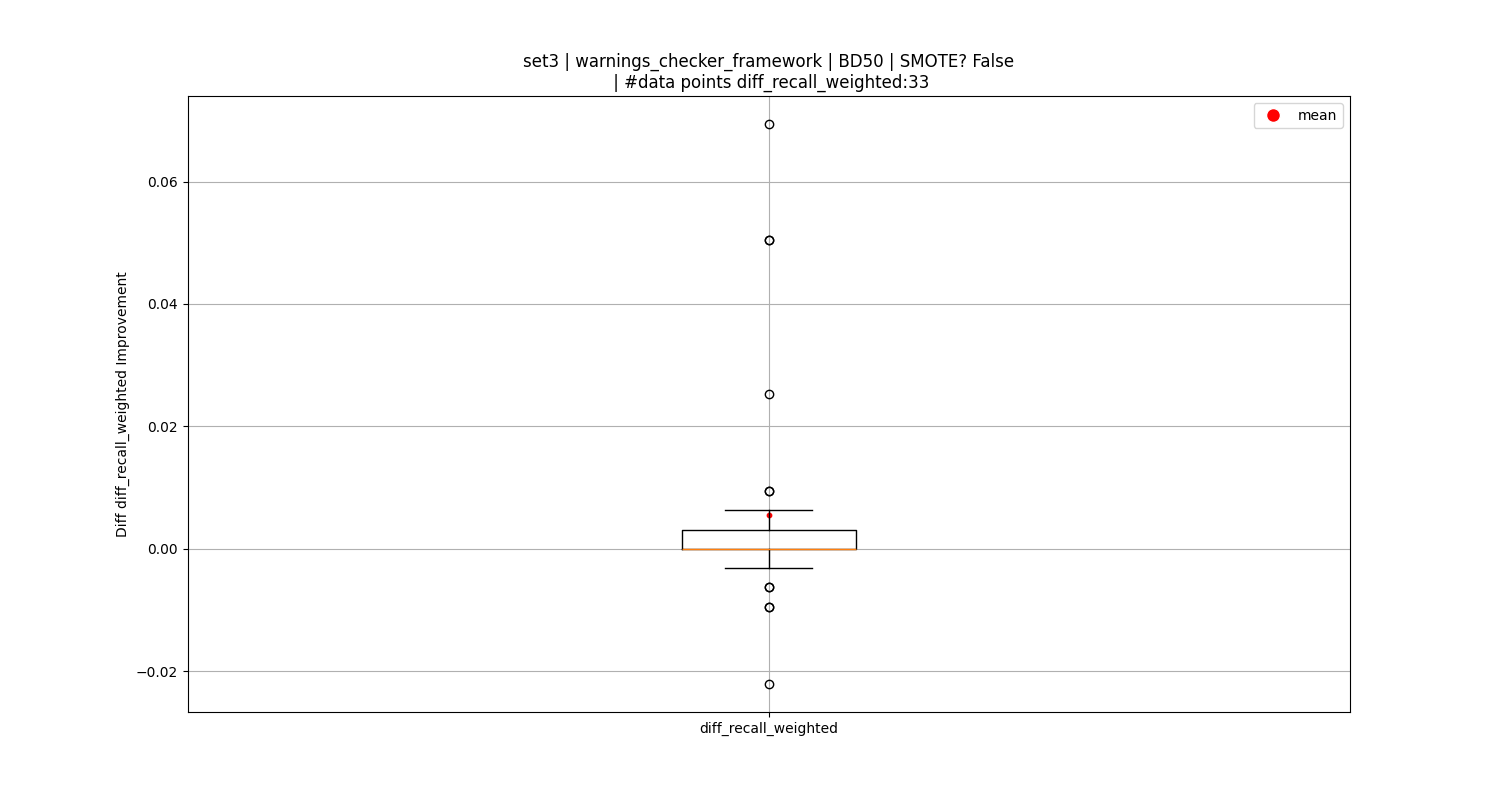 set3 | warnings_checker_framework | BD50 | SMOTE? False
| #data points diff_recall_weighted:33
mean
0.06
0.04
0.02
0.00
−0.02
Diff diff_recall_weighted Improvement
diff_recall_weighted